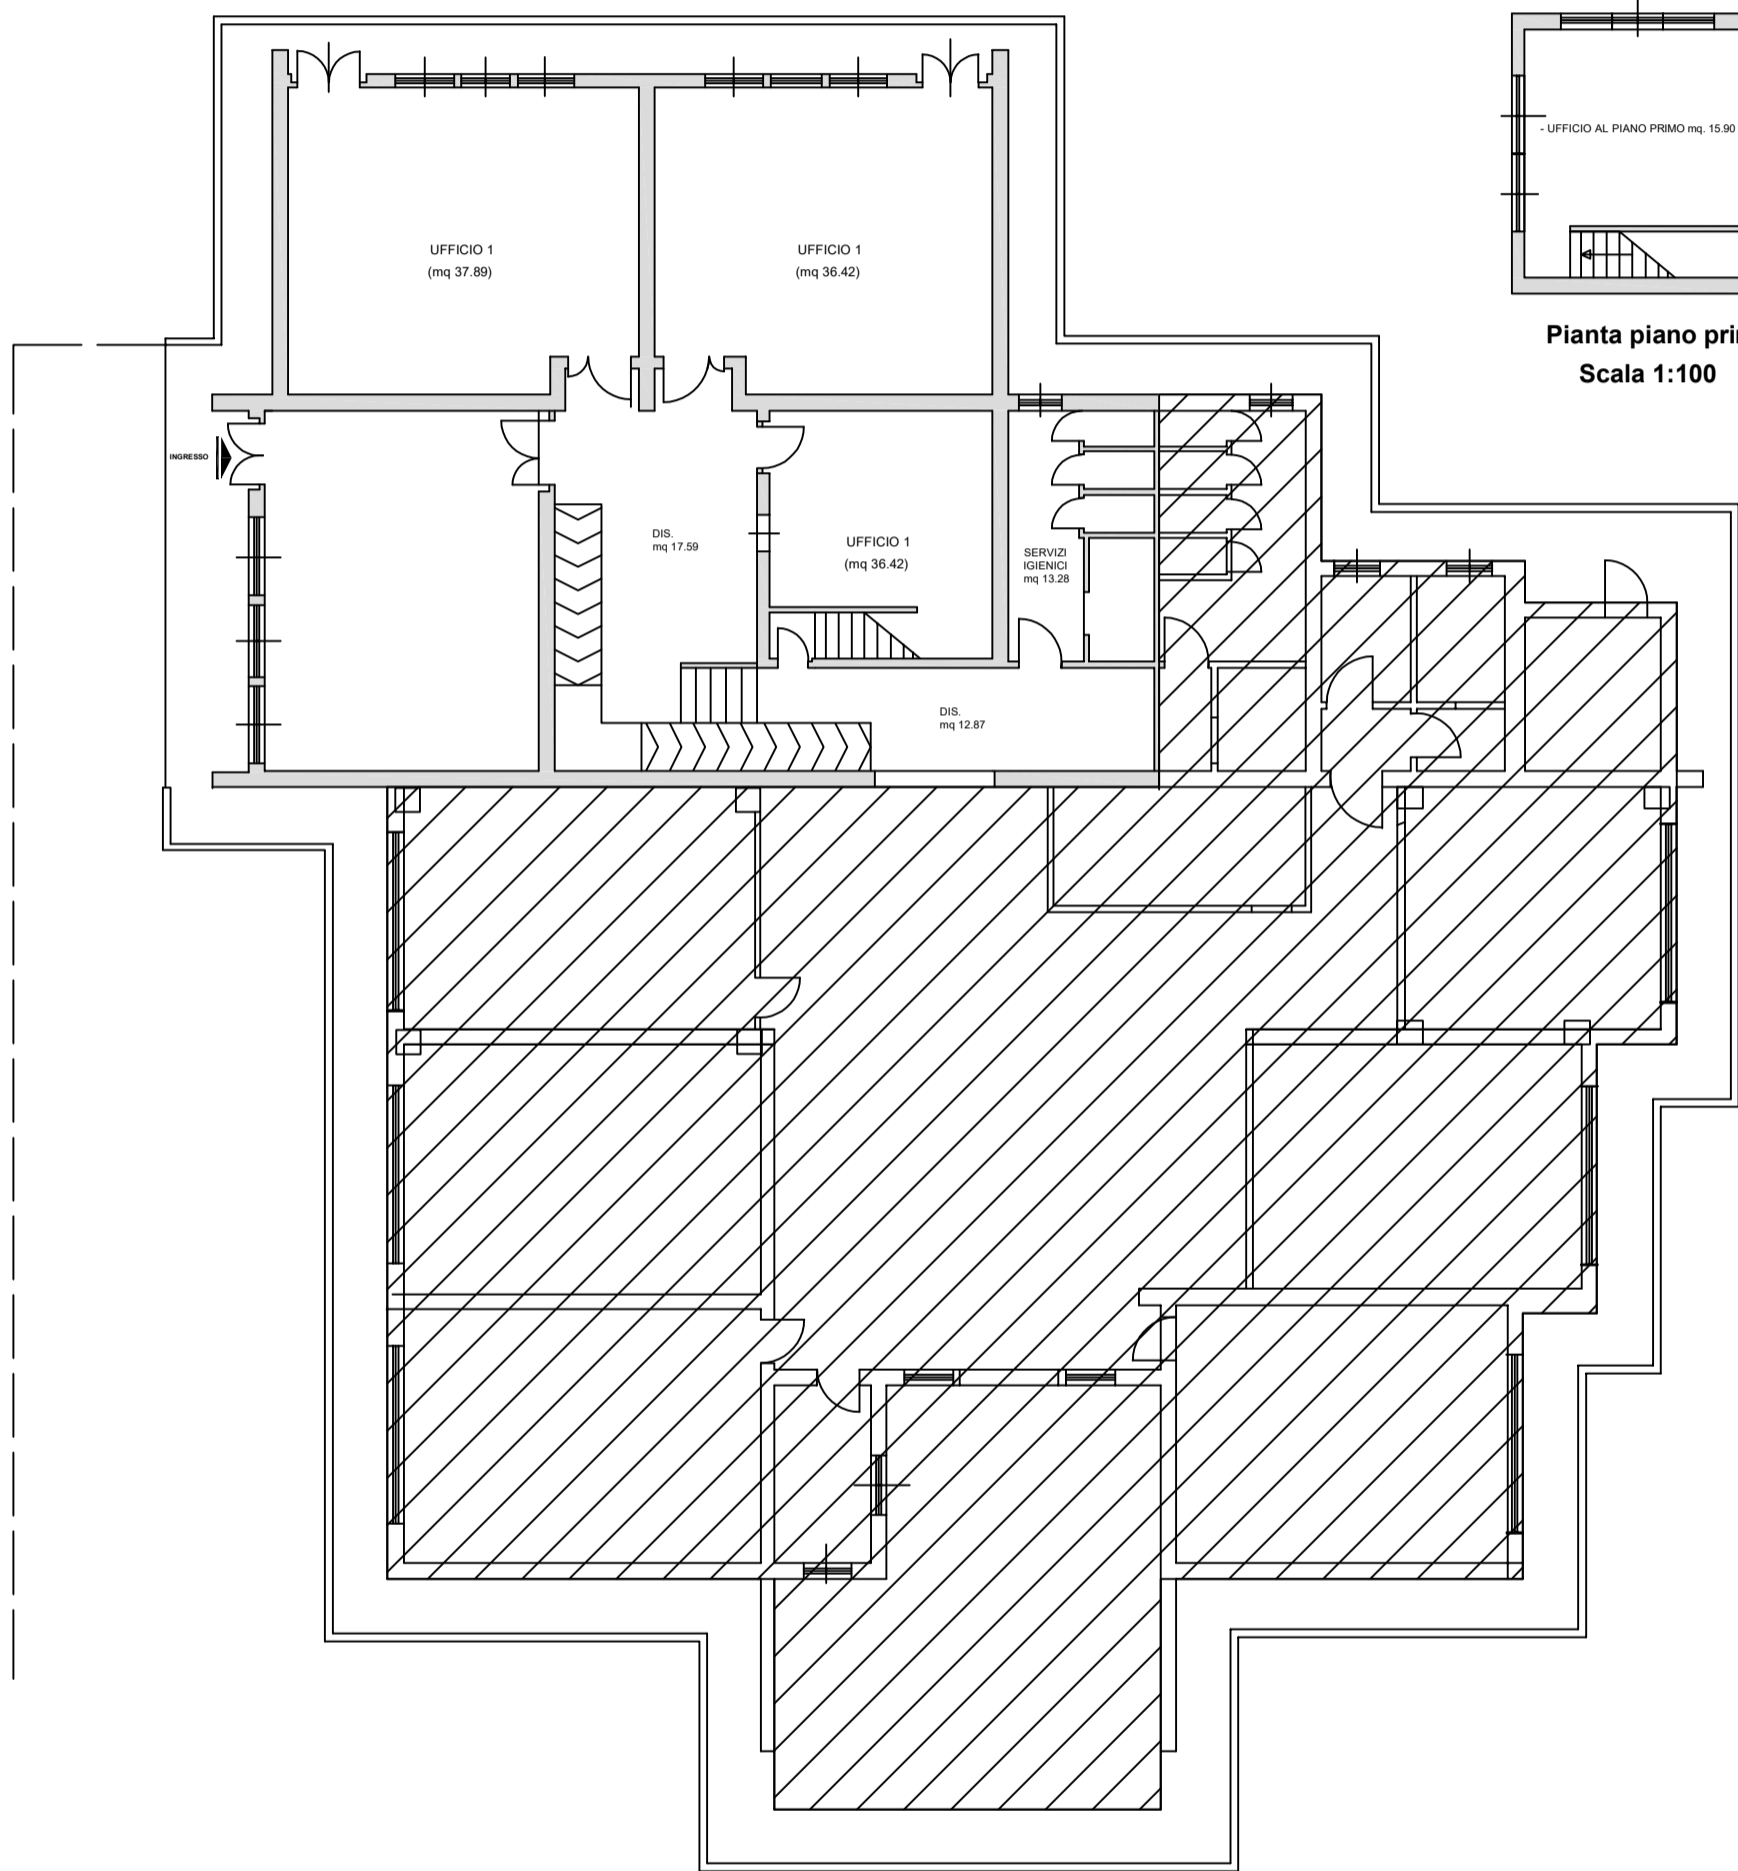 UFFICIO 1
(mq 37.89)
UFFICIO 1
(mq 36.42)
- UFFICIO AL PIANO PRIMO mq. 15.90
Pianta piano pri
Scala 1:100
INGRESSO
DIS.
mq 17.59
UFFICIO 1
(mq 36.42)
SERVIZI
IGIENICI
mq 13.28
DIS.
mq 12.87